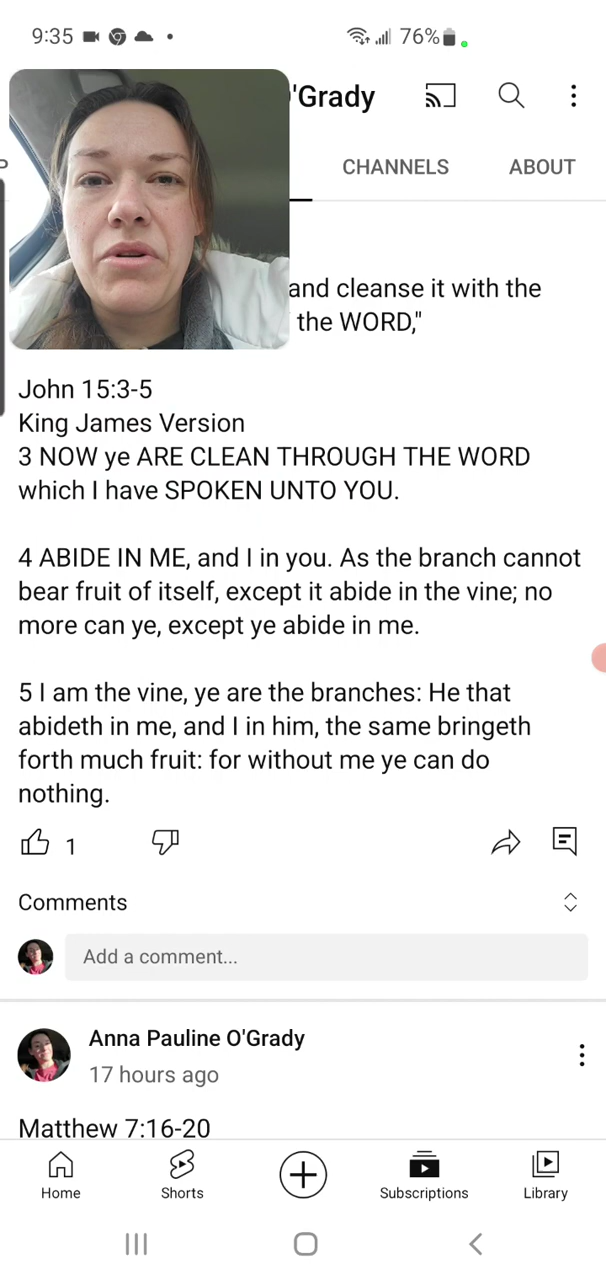 9:35 76%
'Grady
CHANNELS ABOUT
and cleanse it with the
the WORD,"
John 15:3-5
King James Version
3 NOW ye ARE CLEAN THROUGH THE WORD
which I have SPOKEN UNTO YOU.
4 ABIDE IN ME, and I in you. As the branch cannot
bear fruit of itself, except it abide in the vine; no
more can ye, except ye abide in me.
5 I am the vine, ye are the branches: He that
abideth in me, and I in him, the same bringeth
forth much fruit: for without me ye can do
nothing.
1
Comments
Add a comment...
Anna Pauline O'Grady
17 hours ago
Matthew 7:16-20
Home Shorts Subscriptions Library